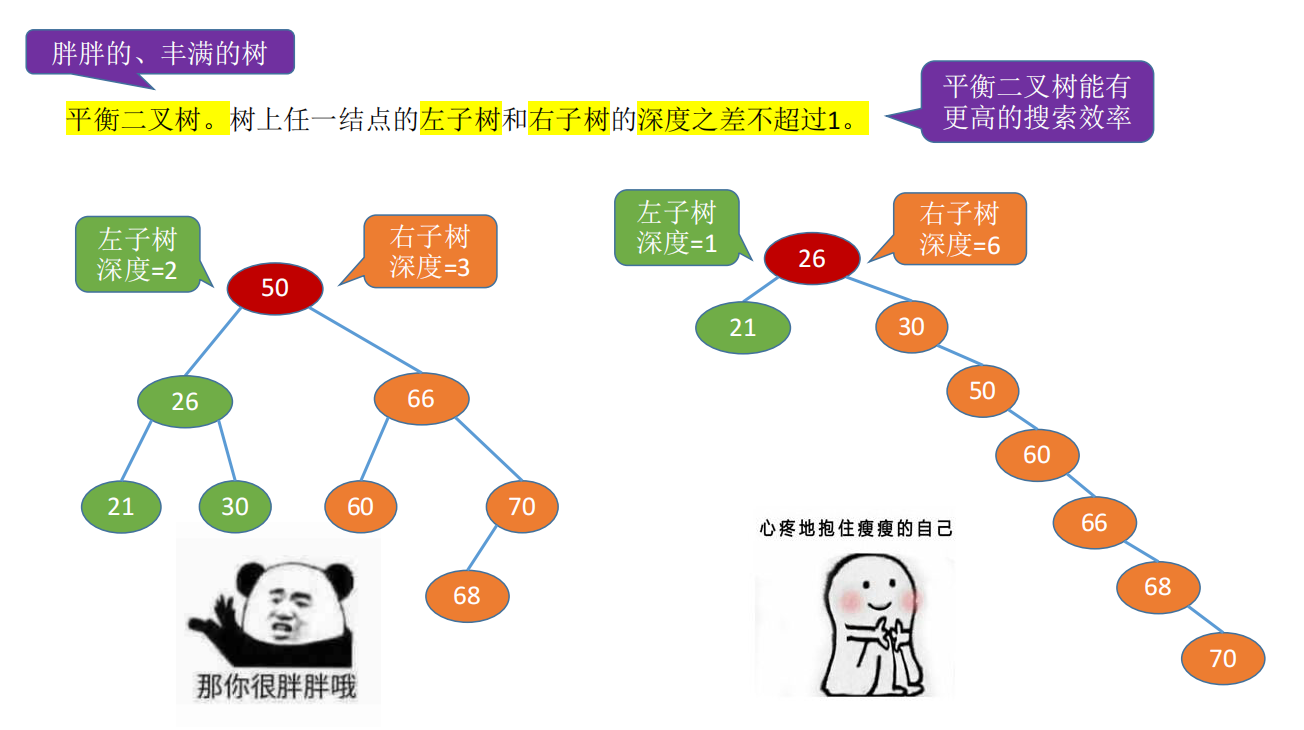 胖胖的、丰满的树
平衡二叉树。树上任一结点的左子树和右子树的深度之差不超过1。
平衡二叉树能有
更高的搜索效率
左子树
深度=2
右子树
深度=3
50
26
66
21
30
60
70
68
那你很胖胖哦
左子树
深度=1
右子树
深度=6
26
21
30
50
60
66
68
70
心疼地抱住瘦瘦的自己